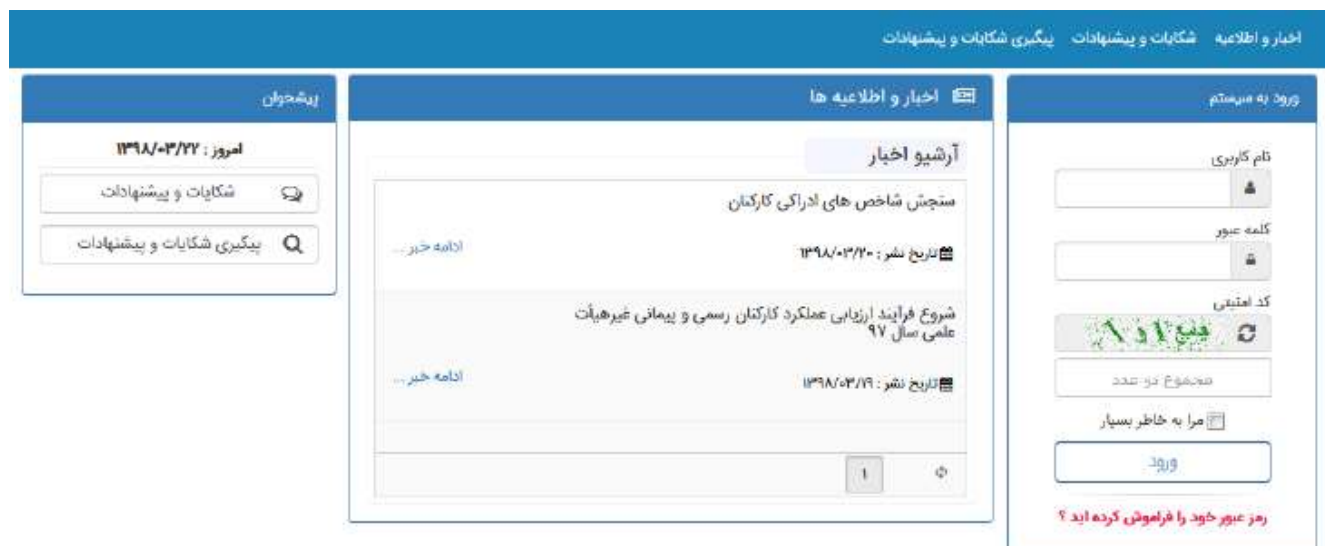 اخبار و اطلاعیه شکایات و پیشنهادات پیگیری شکایات و پیشنهادات
ورود به سیستم
نام کاربری
کلمه عبور
کد امنیتی
مجموع دو عدد
مرا به خاطر بسپار
ورود
رمز عبور خود را فراموش کرده اید ؟
اخبار و اطلاعیه ها
آرشیو اخبار
سنجش شاخص های ادراکی کارکنان
تاریخ نشر : ۱۳۹۸/۰۳/۲۰
ادامه خبر ...
شروع فرآیند ارزیابی عملکرد کارکنان رسمی و پیمانی غیرهیأت
علمی سال ۹۷
تاریخ نشر : ۱۳۹۸/۰۳/۱۹
ادامه خبر ...
۱
پیشخوان
امروز : ۱۳۹۸/۰۳/۲۲
شکایات و پیشنهادات
پیگیری شکایات و پیشنهادات